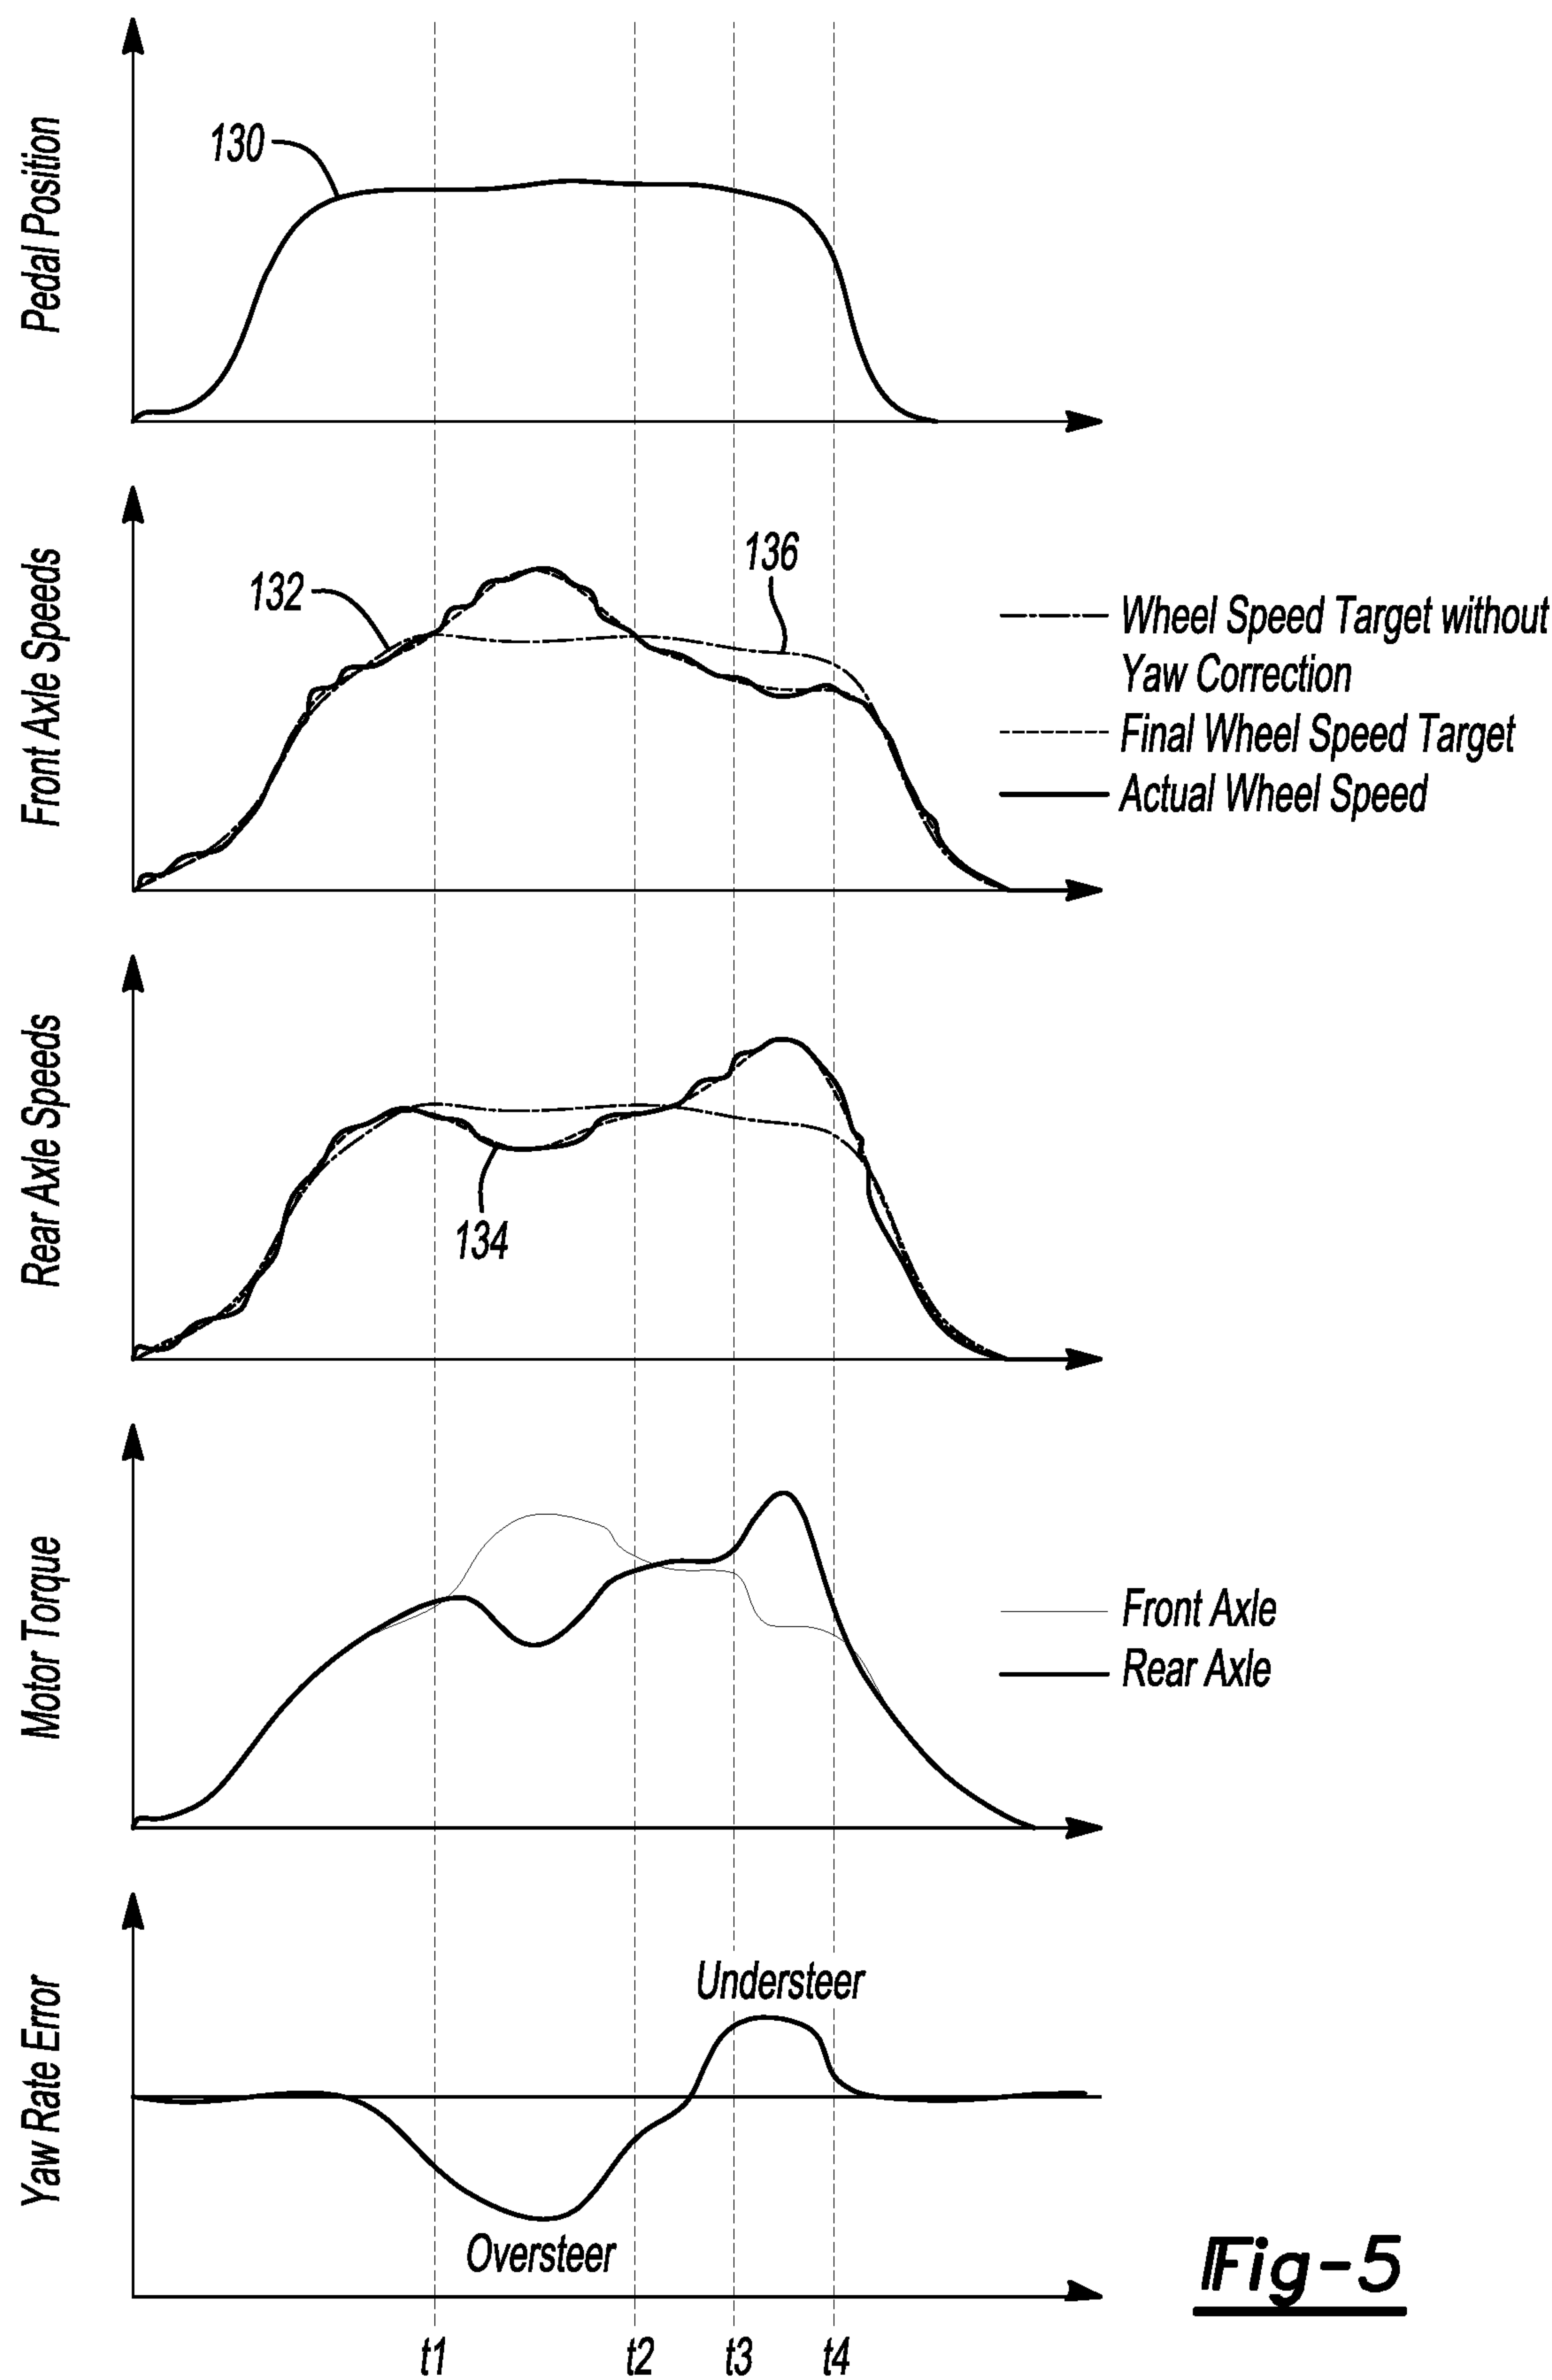 Pedal Position
130
Front Axle Speeds
132
136
Wheel Speed Target without
Yaw Correction
Final Wheel Speed Target
Actual Wheel Speed
Rear Axle Speeds
134
Motor Torque
Front Axle
Rear Axle
Yaw Rate Error
Understeer
Oversteer
t1 t2 t3 t4
Fig-5